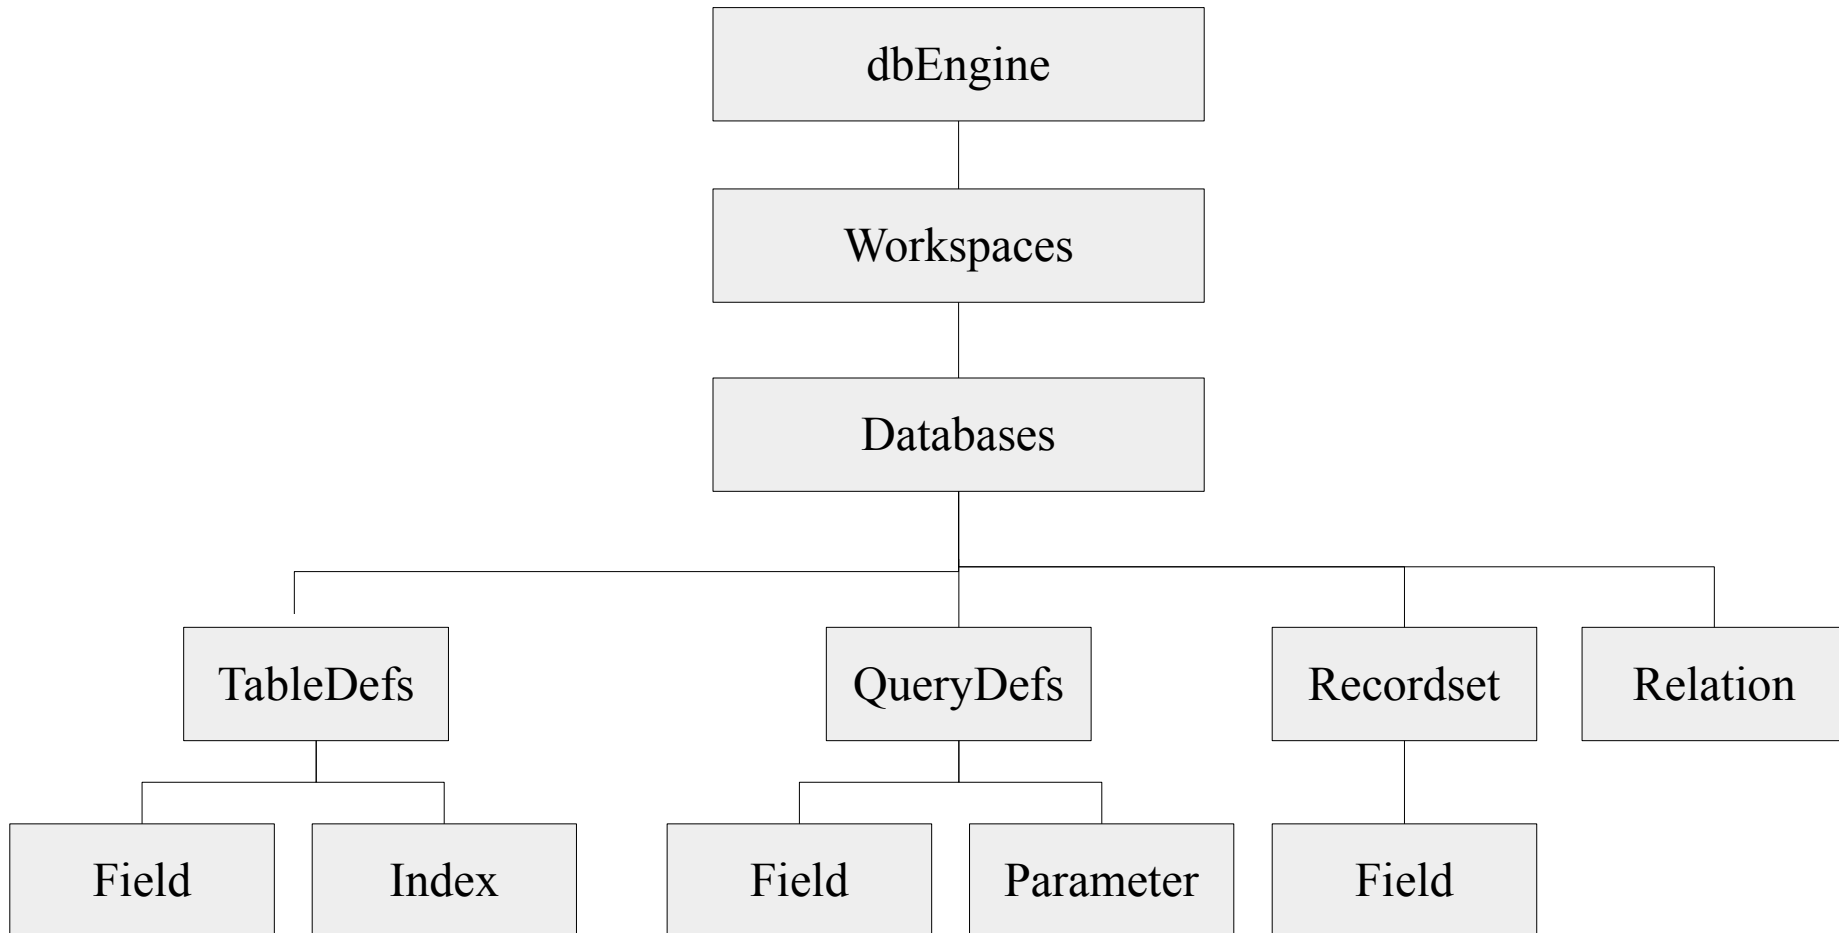 dbEngine
Workspaces
Databases
TableDefs
QueryDefs
Recordset
Relation
Field
Index
Field
Parameter
Field